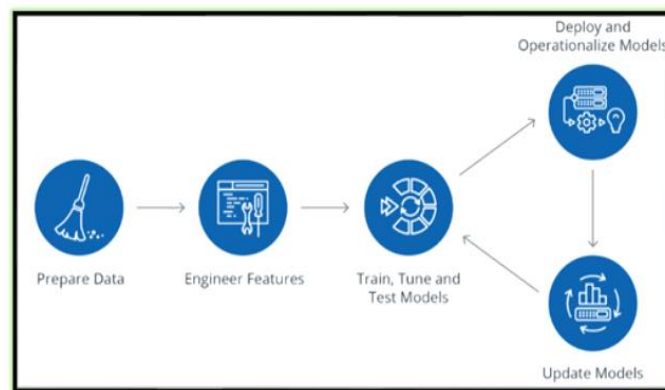 Deploy and
Operationalize Models
Prepare Data
Engineer Features
Train, Tune and
Test Models
Update Models